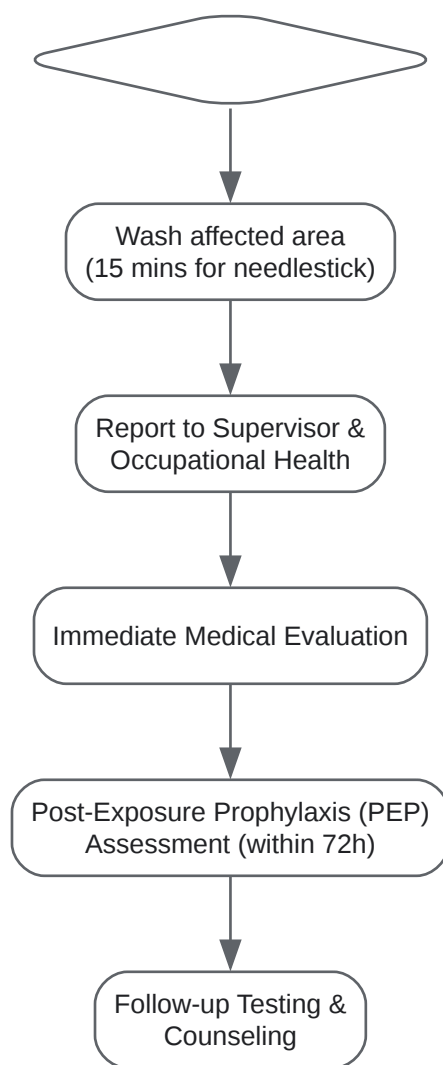 Wash affected area
(15 mins for needlestick)
Report to Supervisor &
Occupational Health
Immediate Medical Evaluation
Post-Exposure Prophylaxis (PEP)
Assessment (within 72h)
Follow-up Testing &
Counseling